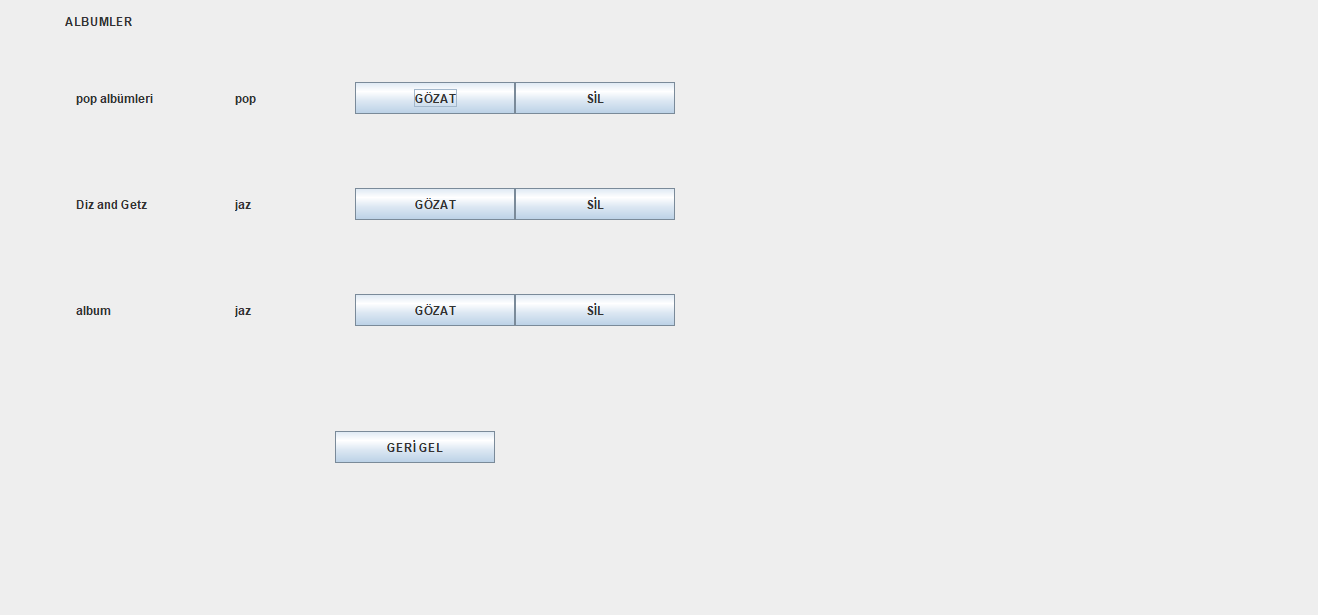 ALBUMLER
pop albümleri pop GÖZAT SİL
Diz and Getz jaz GÖZAT SİL
album jaz GÖZAT SİL
GERİ GEL